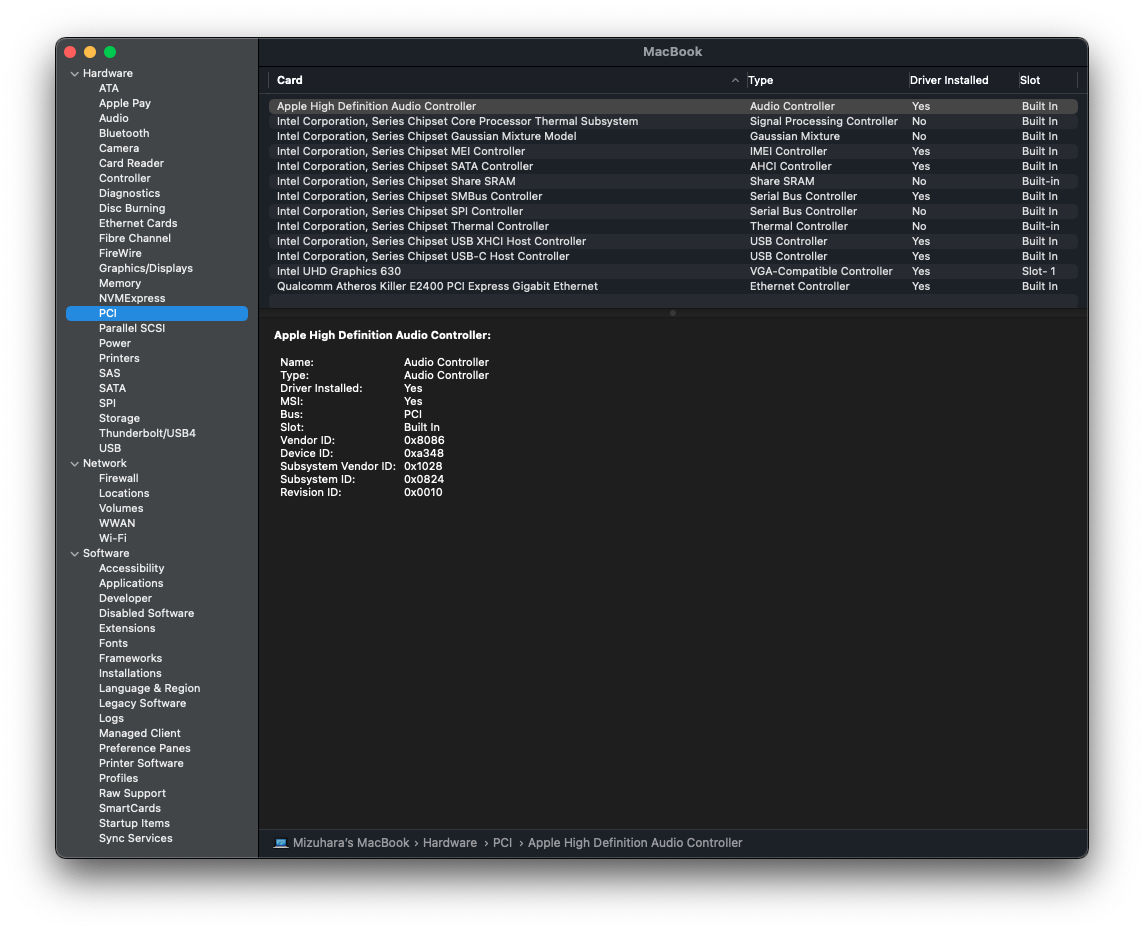 MacBook
Hardware
ATA
Apple Pay
Audio
Bluetooth
Camera
Card Reader
Controller
Diagnostics
Disc Burning
Ethernet Cards
Fibre Channel
FireWire
Graphics/Displays
Memory
NVMExpress
PCI
Parallel SCSI
Power
Printers
SAS
SATA
SPI
Storage
Thunderbolt/USB4
USB
Network
Firewall
Locations
Volumes
WWAN
Wi-Fi
Software
Accessibility
Applications
Developer
Disabled Software
Extensions
Fonts
Frameworks
Installations
Language & Region
Legacy Software
Logs
Managed Client
Preference Panes
Printer Software
Profiles
Raw Support
SmartCards
Startup Items
Sync Services
Card Type Driver Installed Slot
Apple High Definition Audio Controller Audio Controller Yes Built In
Intel Corporation, Series Chipset Core Processor Thermal Subsystem Signal Processing Controller No Built In
Intel Corporation, Series Chipset Gaussian Mixture Model Gaussian Mixture No Built In
Intel Corporation, Series Chipset MEI Controller IMEI Controller Yes Built In
Intel Corporation, Series Chipset SATA Controller AHCI Controller Yes Built In
Intel Corporation, Series Chipset Share SRAM Share SRAM No Built-in
Intel Corporation, Series Chipset SMBus Controller Serial Bus Controller Yes Built In
Intel Corporation, Series Chipset SPI Controller Serial Bus Controller No Built In
Intel Corporation, Series Chipset Thermal Controller Thermal Controller No Built-in
Intel Corporation, Series Chipset USB XHCI Host Controller USB Controller Yes Built In
Intel Corporation, Series Chipset USB-C Host Controller USB Controller Yes Built In
Intel UHD Graphics 630 VGA-Compatible Controller Yes Slot- 1
Qualcomm Atheros Killer E2400 PCI Express Gigabit Ethernet Ethernet Controller Yes Built In
Apple High Definition Audio Controller:
Name: Audio Controller
Type: Audio Controller
Driver Installed: Yes
MSI: Yes
Bus: PCI
Slot: Built In
Vendor ID: 0x8086
Device ID: 0xa348
Subsystem Vendor ID: 0x1028
Subsystem ID: 0x0824
Revision ID: 0x0010
Mizuhara's MacBook › Hardware › PCI › Apple High Definition Audio Controller